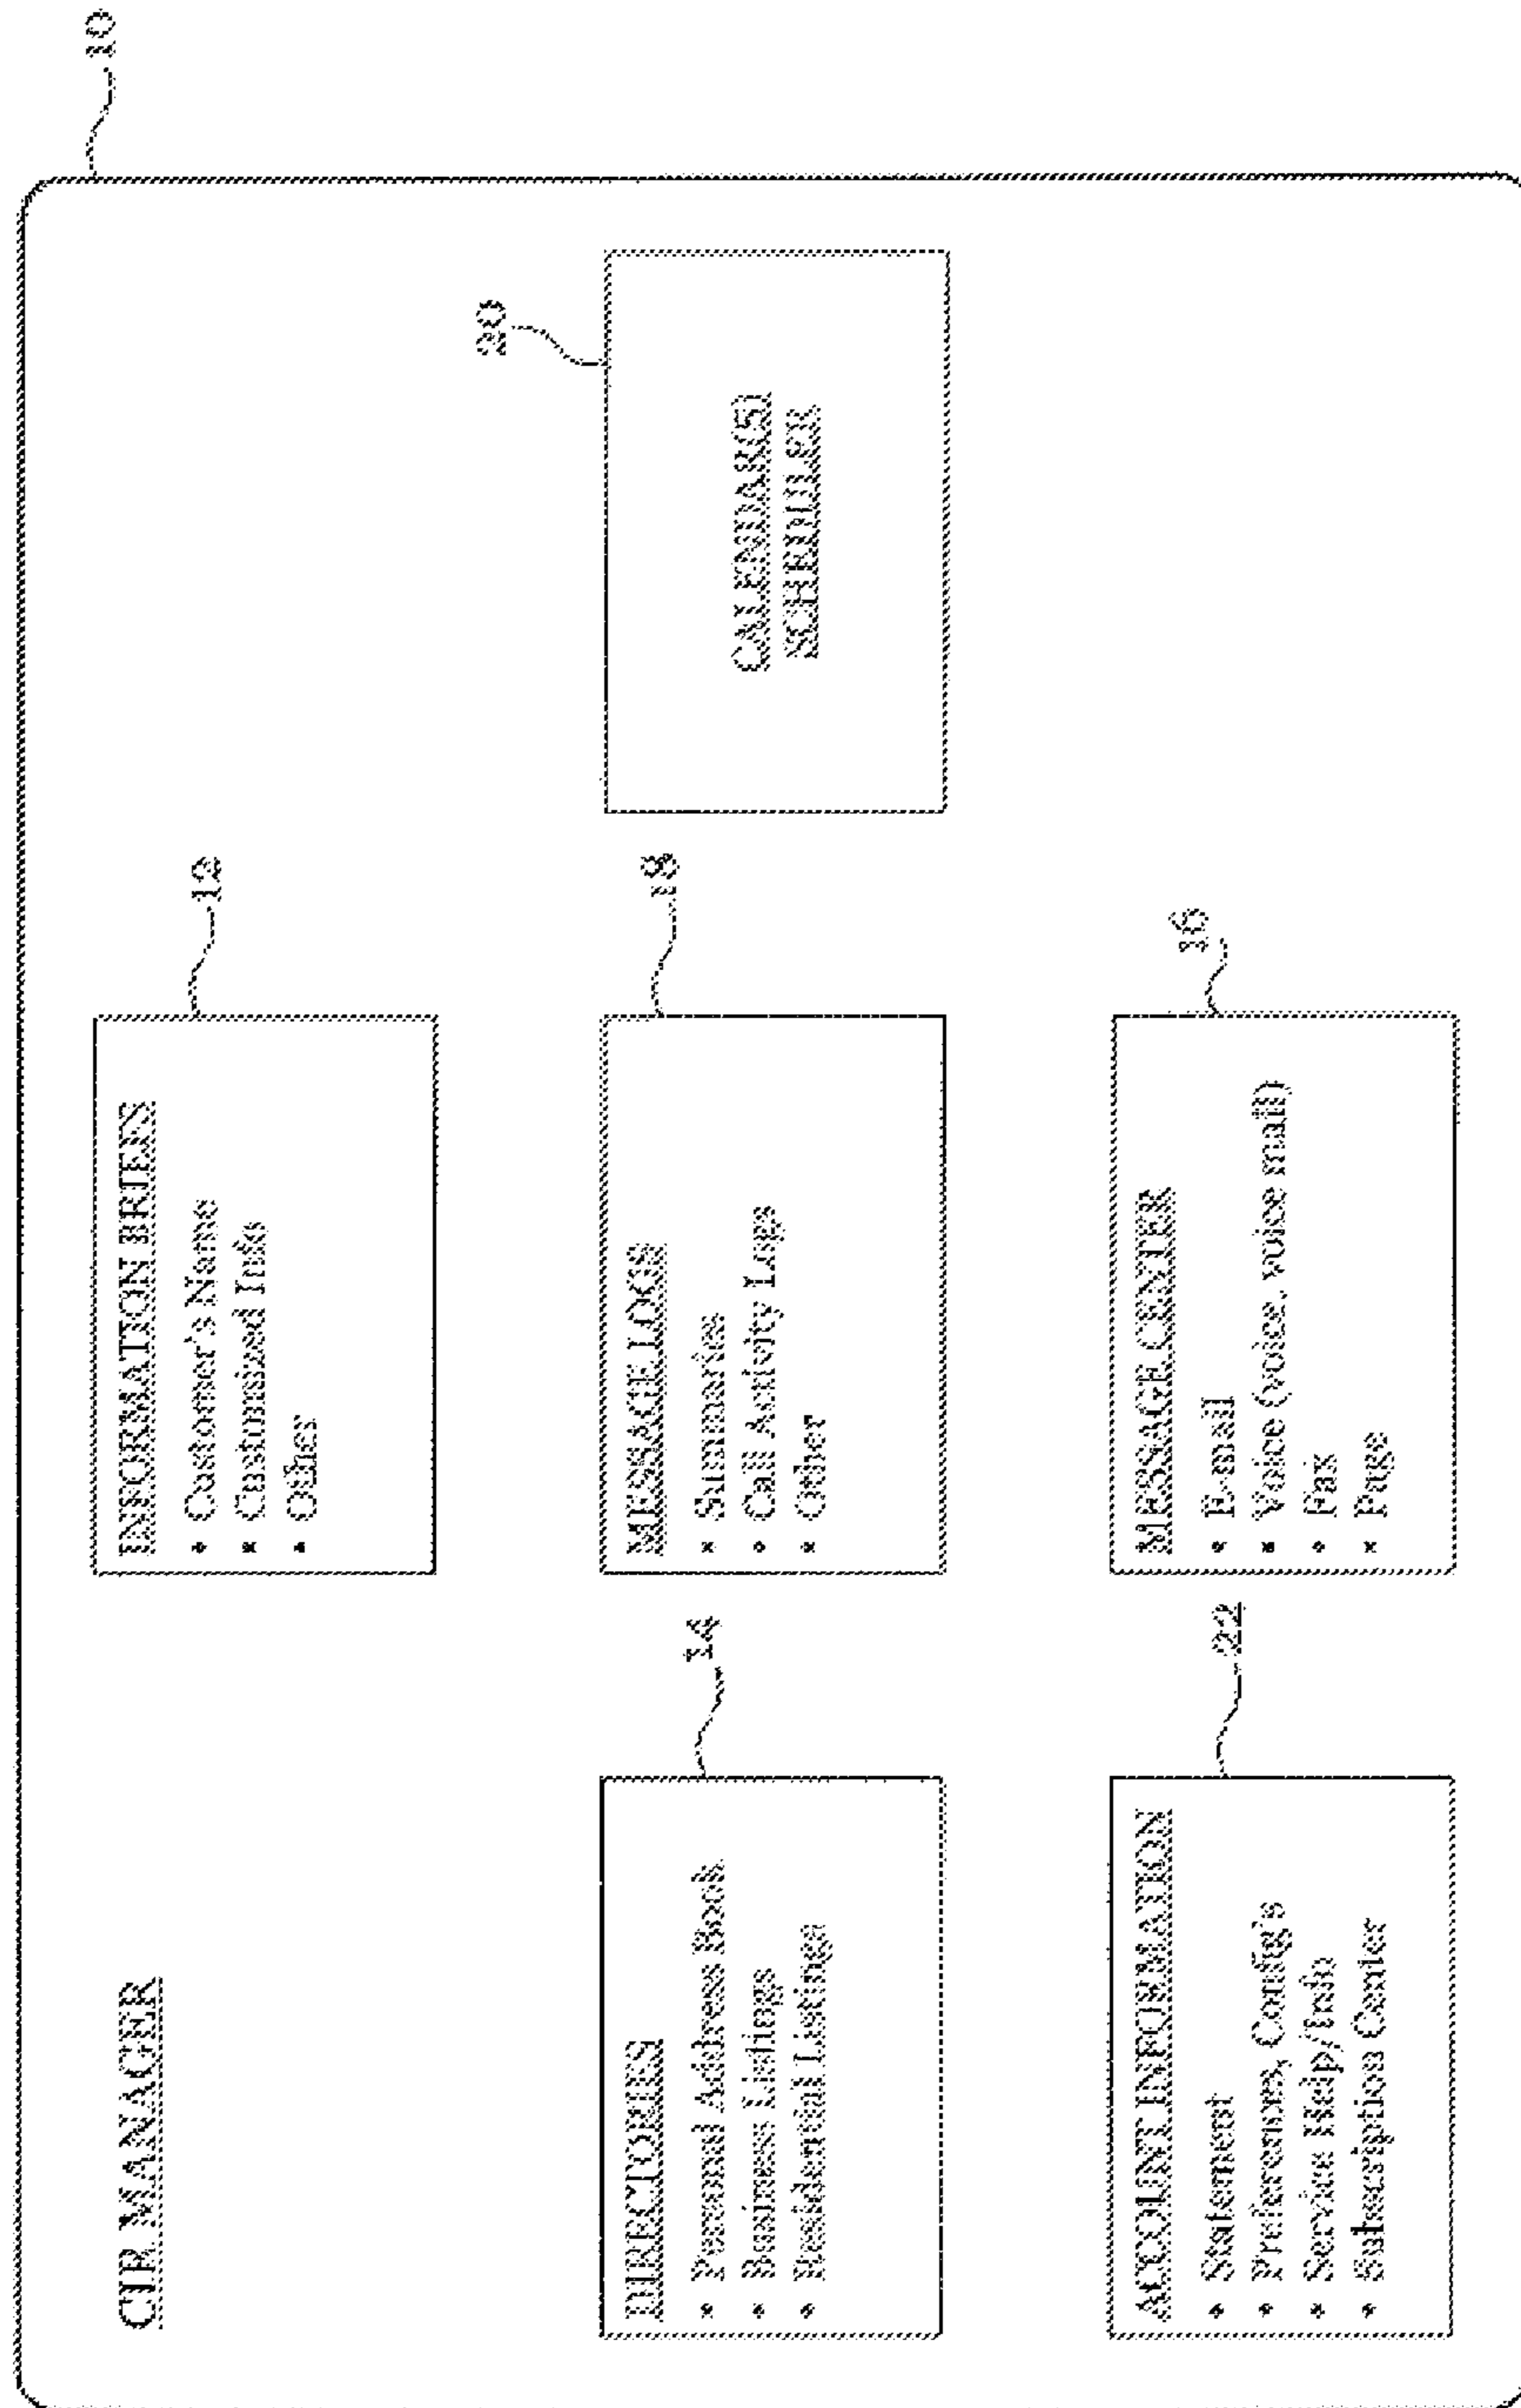 10
CIR MANAGER
INFORMATION BRIEFS
• Customer's Name
• Customized Info
• Other
12
DIRECTORIES
• Personal Address Book
• Business Listings
• Residential Listings
14
MESSAGE LOGS
• Summaries
• Call Activity Logs
• Other
18
CALENDAR(S)
SCHEDULER
20
ACCOUNT INFORMATION
• Statement
• Preferences, Config's
• Service Help/Info
• Subscription Center
22
MESSAGE CENTER
• E-mail
• Voice (voice, voice mail)
• Fax
• Page
16